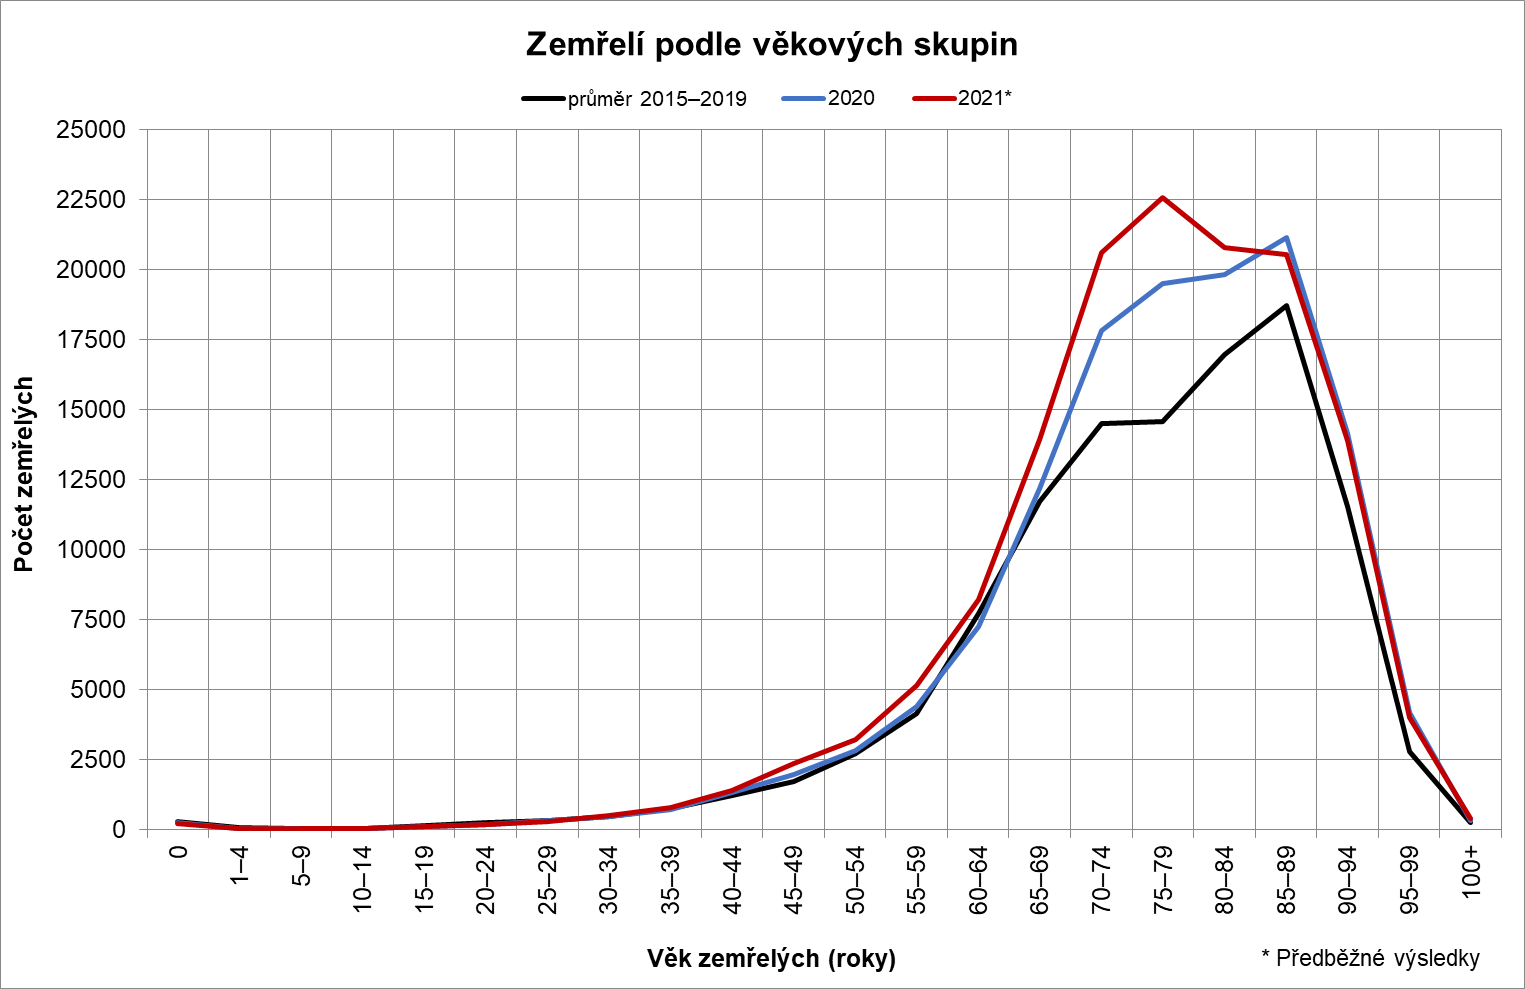 Zemřelí podle věkových skupin
průměr 2015–2019 2020 2021*
25000
22500
20000
17500
15000
12500
10000
7500
5000
2500
0
Počet zemřelých
0 1–4 5–9 10–14 15–19 20–24 25–29 30–34 35–39 40–44 45–49 50–54 55–59 60–64 65–69 70–74 75–79 80–84 85–89 90–94 95–99 100+
Věk zemřelých (roky)
* Předběžné výsledky